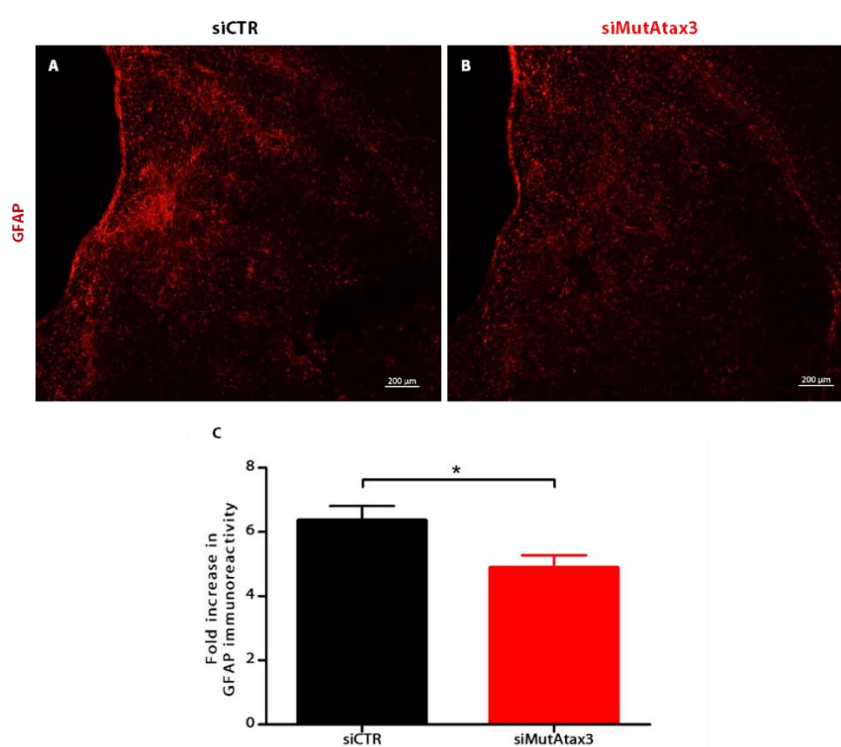 siCTR
siMutAtax3
A
B
GFAP
200 µm
200 µm
C
*
Fold increase in
GFAP immunoreactivity
8
6
4
2
0
siCTR
siMutAtax3